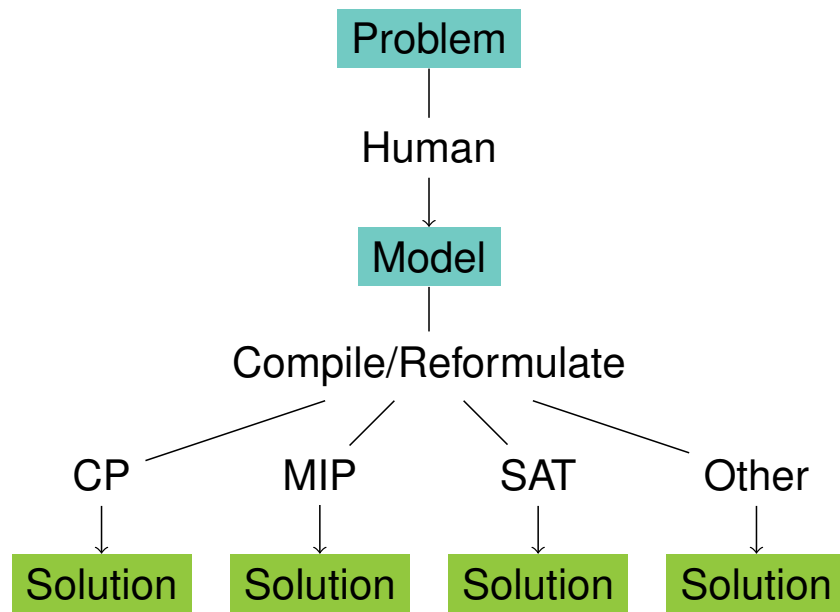 Problem
Human
Model
Compile/Reformulate
CP MIP SAT Other
Solution Solution Solution Solution